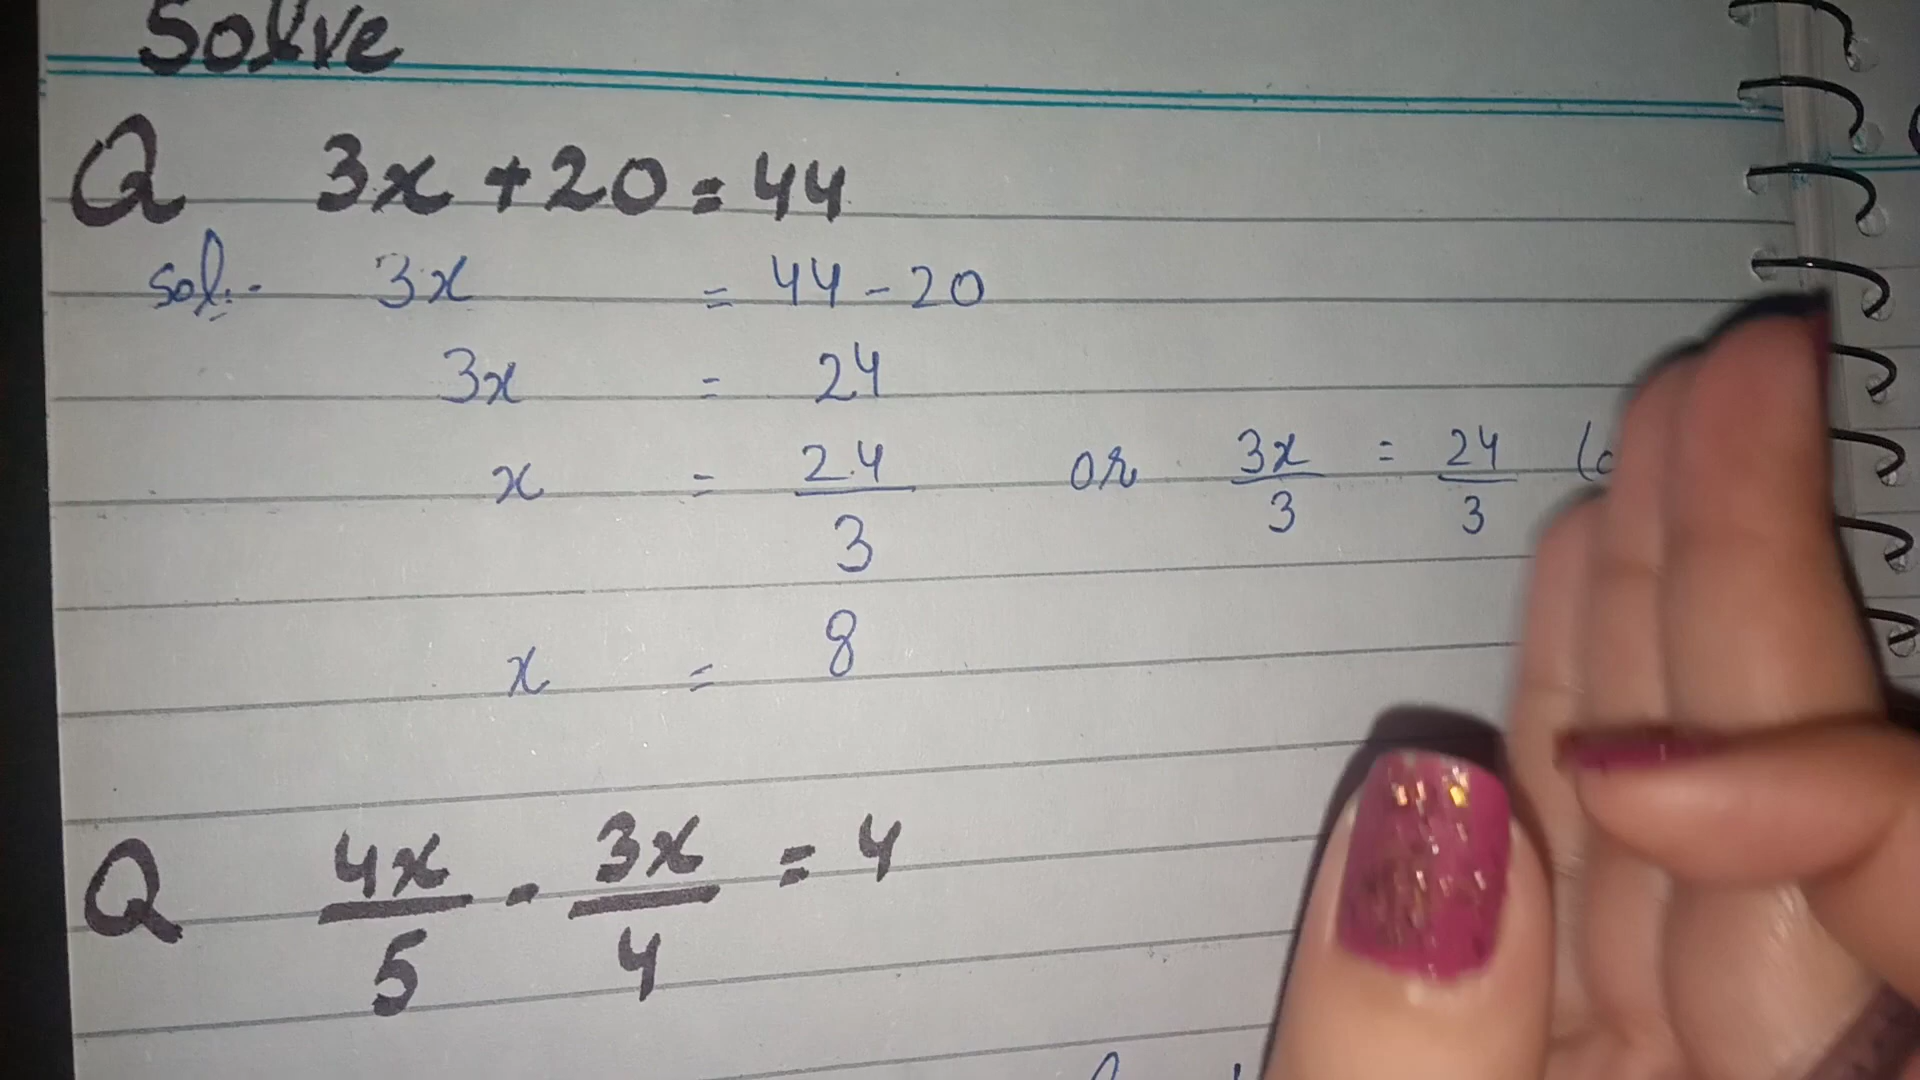 Solve
Q 3x + 20 = 44
Sol:- 3x = 44 - 20
3x = 24
x = 24/3 or 3x/3 = 24/3 (
x = 8
Q 4x/5 - 3x/4 = 4